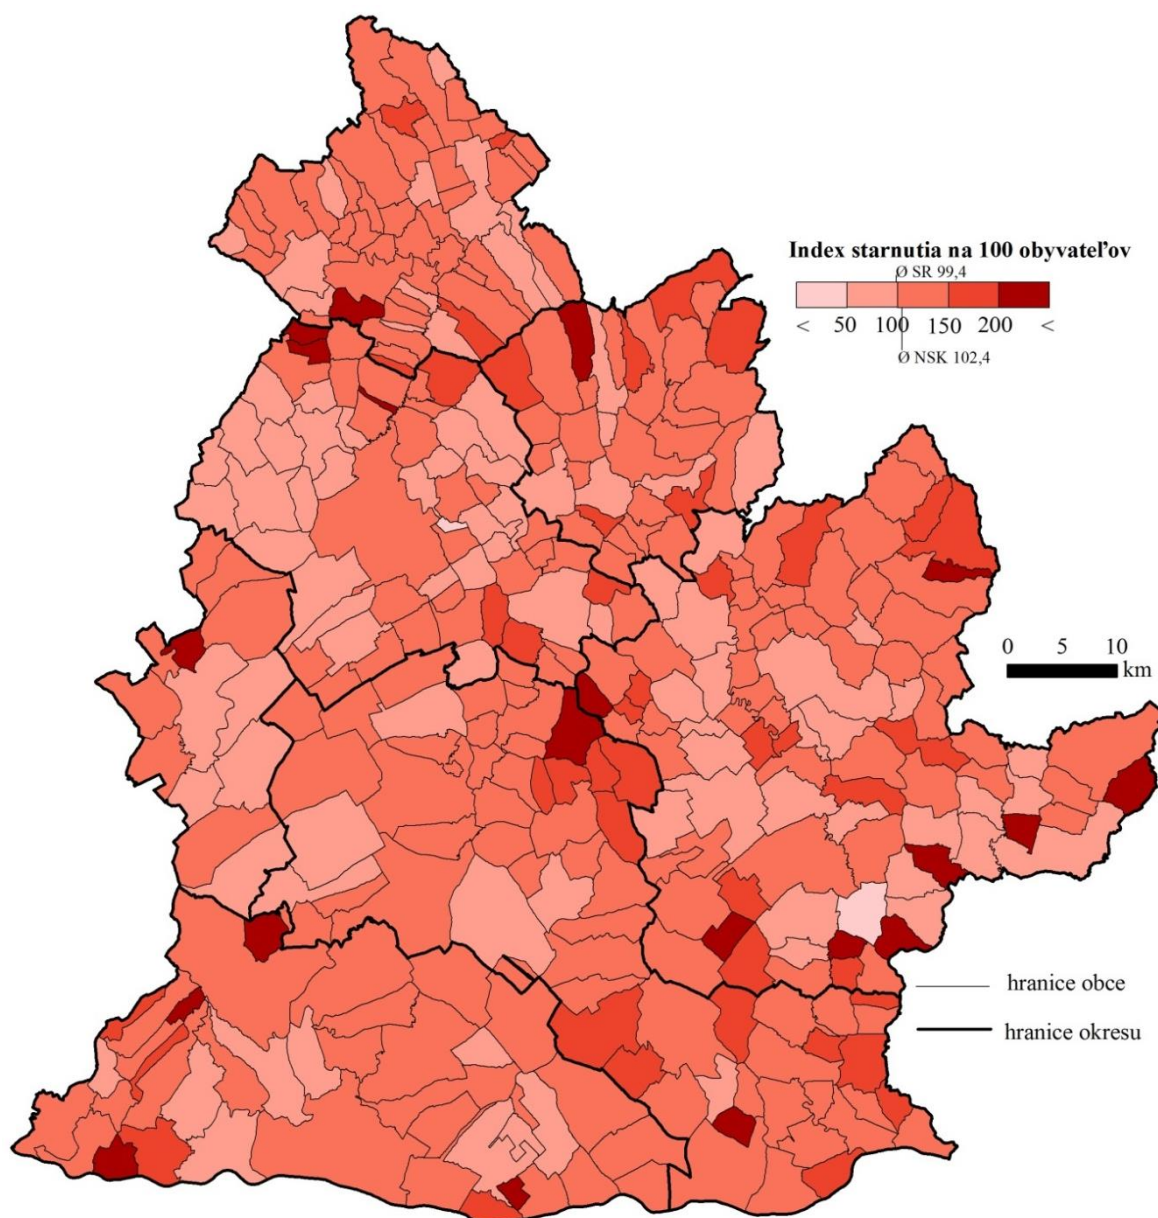 Index starnutia na 100 obyvateľov
Ø SR 99,4
< 50 100 150 200 <
Ø NSK 102,4
0 5 10
km
hranice obce
hranice okresu